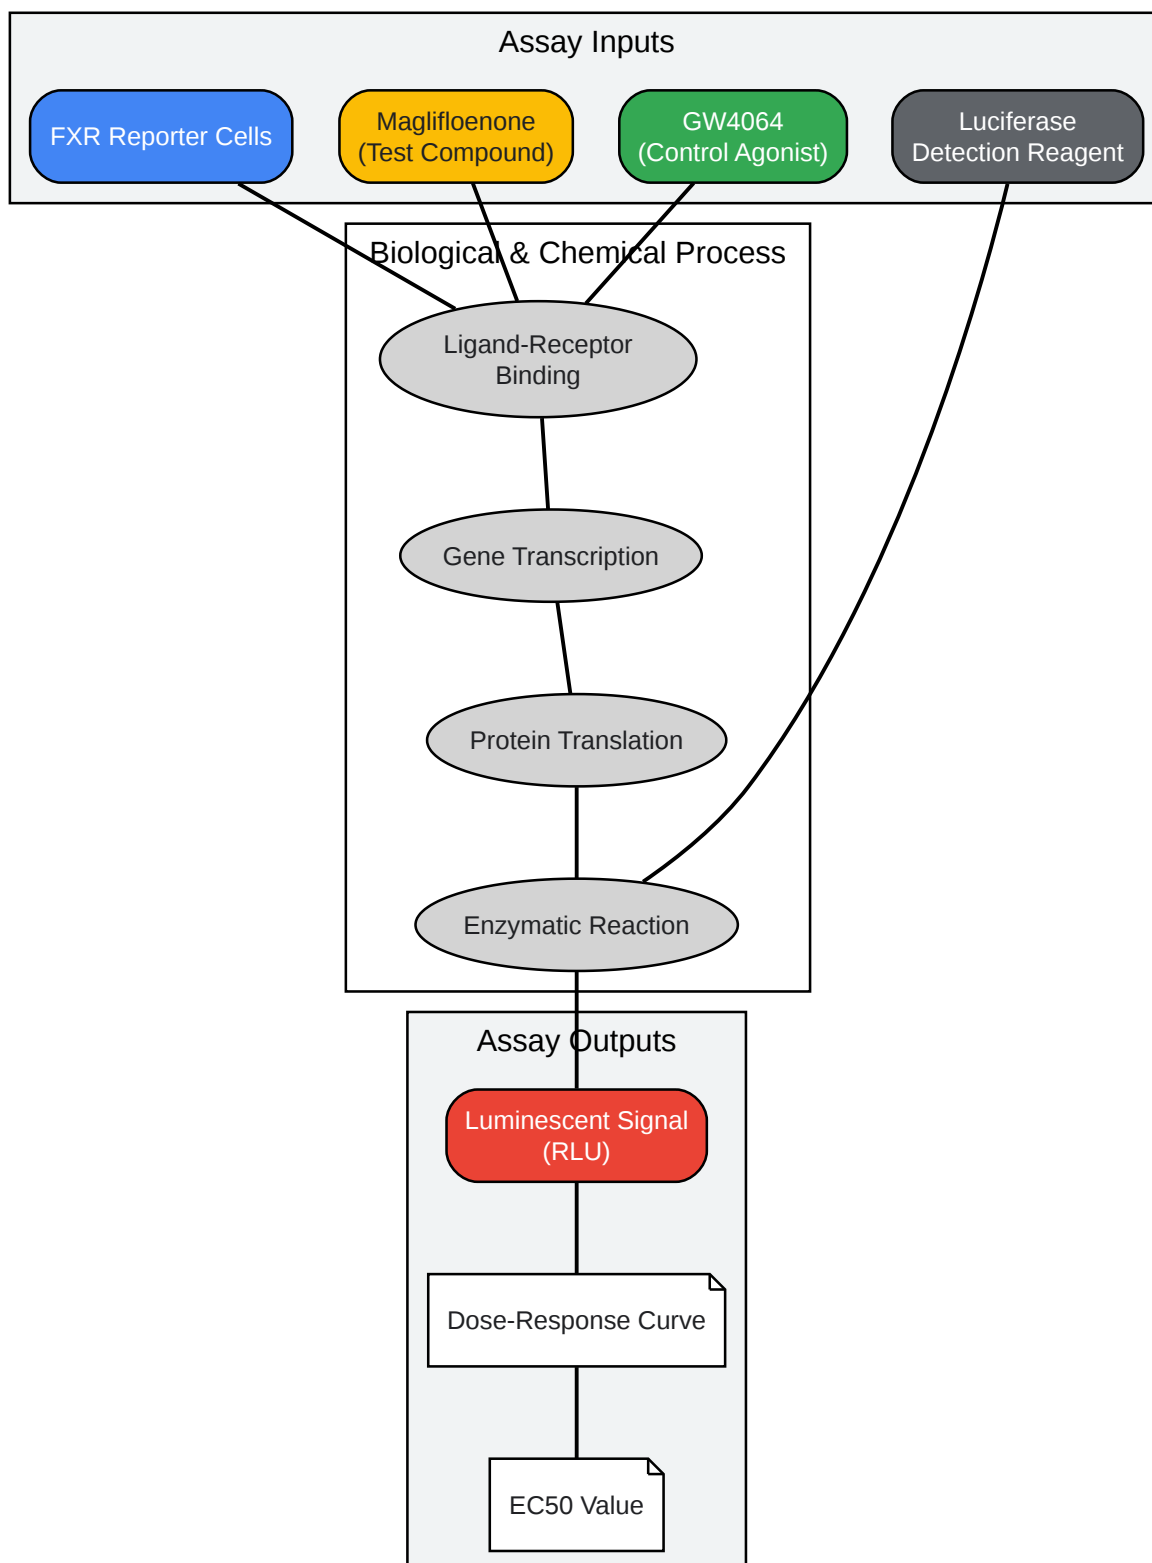 Assay Inputs
FXR Reporter Cells
Maglifloenone
(Test Compound)
GW4064
(Control Agonist)
Luciferase
Detection Reagent
Biological & Chemical Process
Ligand-Receptor
Binding
Gene Transcription
Protein Translation
Enzymatic Reaction
Assay Outputs
Luminescent Signal
(RLU)
Dose-Response Curve
EC50 Value